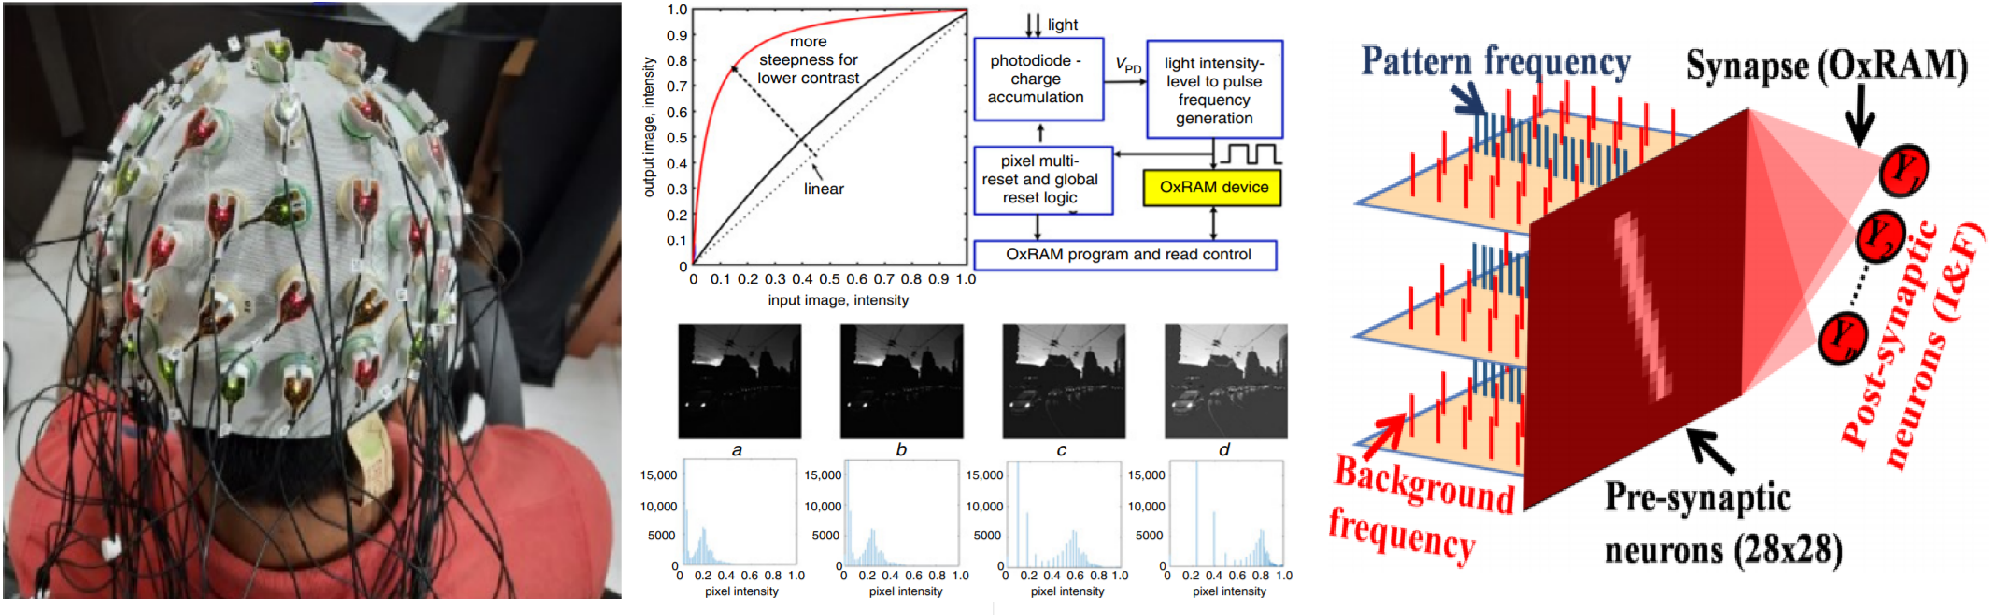 1.0
0.9
0.8
0.7
0.6
0.5
0.4
0.3
0.2
0.1
0
output image, intensity
more
steepness for
lower contrast
linear
0 0.1 0.2 0.3 0.4 0.5 0.6 0.7 0.8 0.9 1.0
input image, intensity
light
photodiode -
charge
accumulation
VPD
light intensity-
level to pulse
frequency
generation
pixel multi-
reset and global
reset logic
OxRAM device
OxRAM program and read control
a b c d
15,000
10,000
5000
0
0 0.2 0.4 0.6 0.8 1.0
pixel intensity
15,000
10,000
5000
0
0 0.2 0.4 0.6 0.8 1.0
pixel intensity
15,000
10,000
5000
0
0 0.2 0.4 0.6 0.8 1.0
pixel intensity
15,000
10,000
5000
0
0 0.2 0.4 0.6 0.8 1.0
pixel intensity
Pattern frequency
Synapse (OxRAM)
Y1
Y2
Post-synaptic
neurons (I&F)
Background
frequency
Pre-synaptic
neurons (28x28)